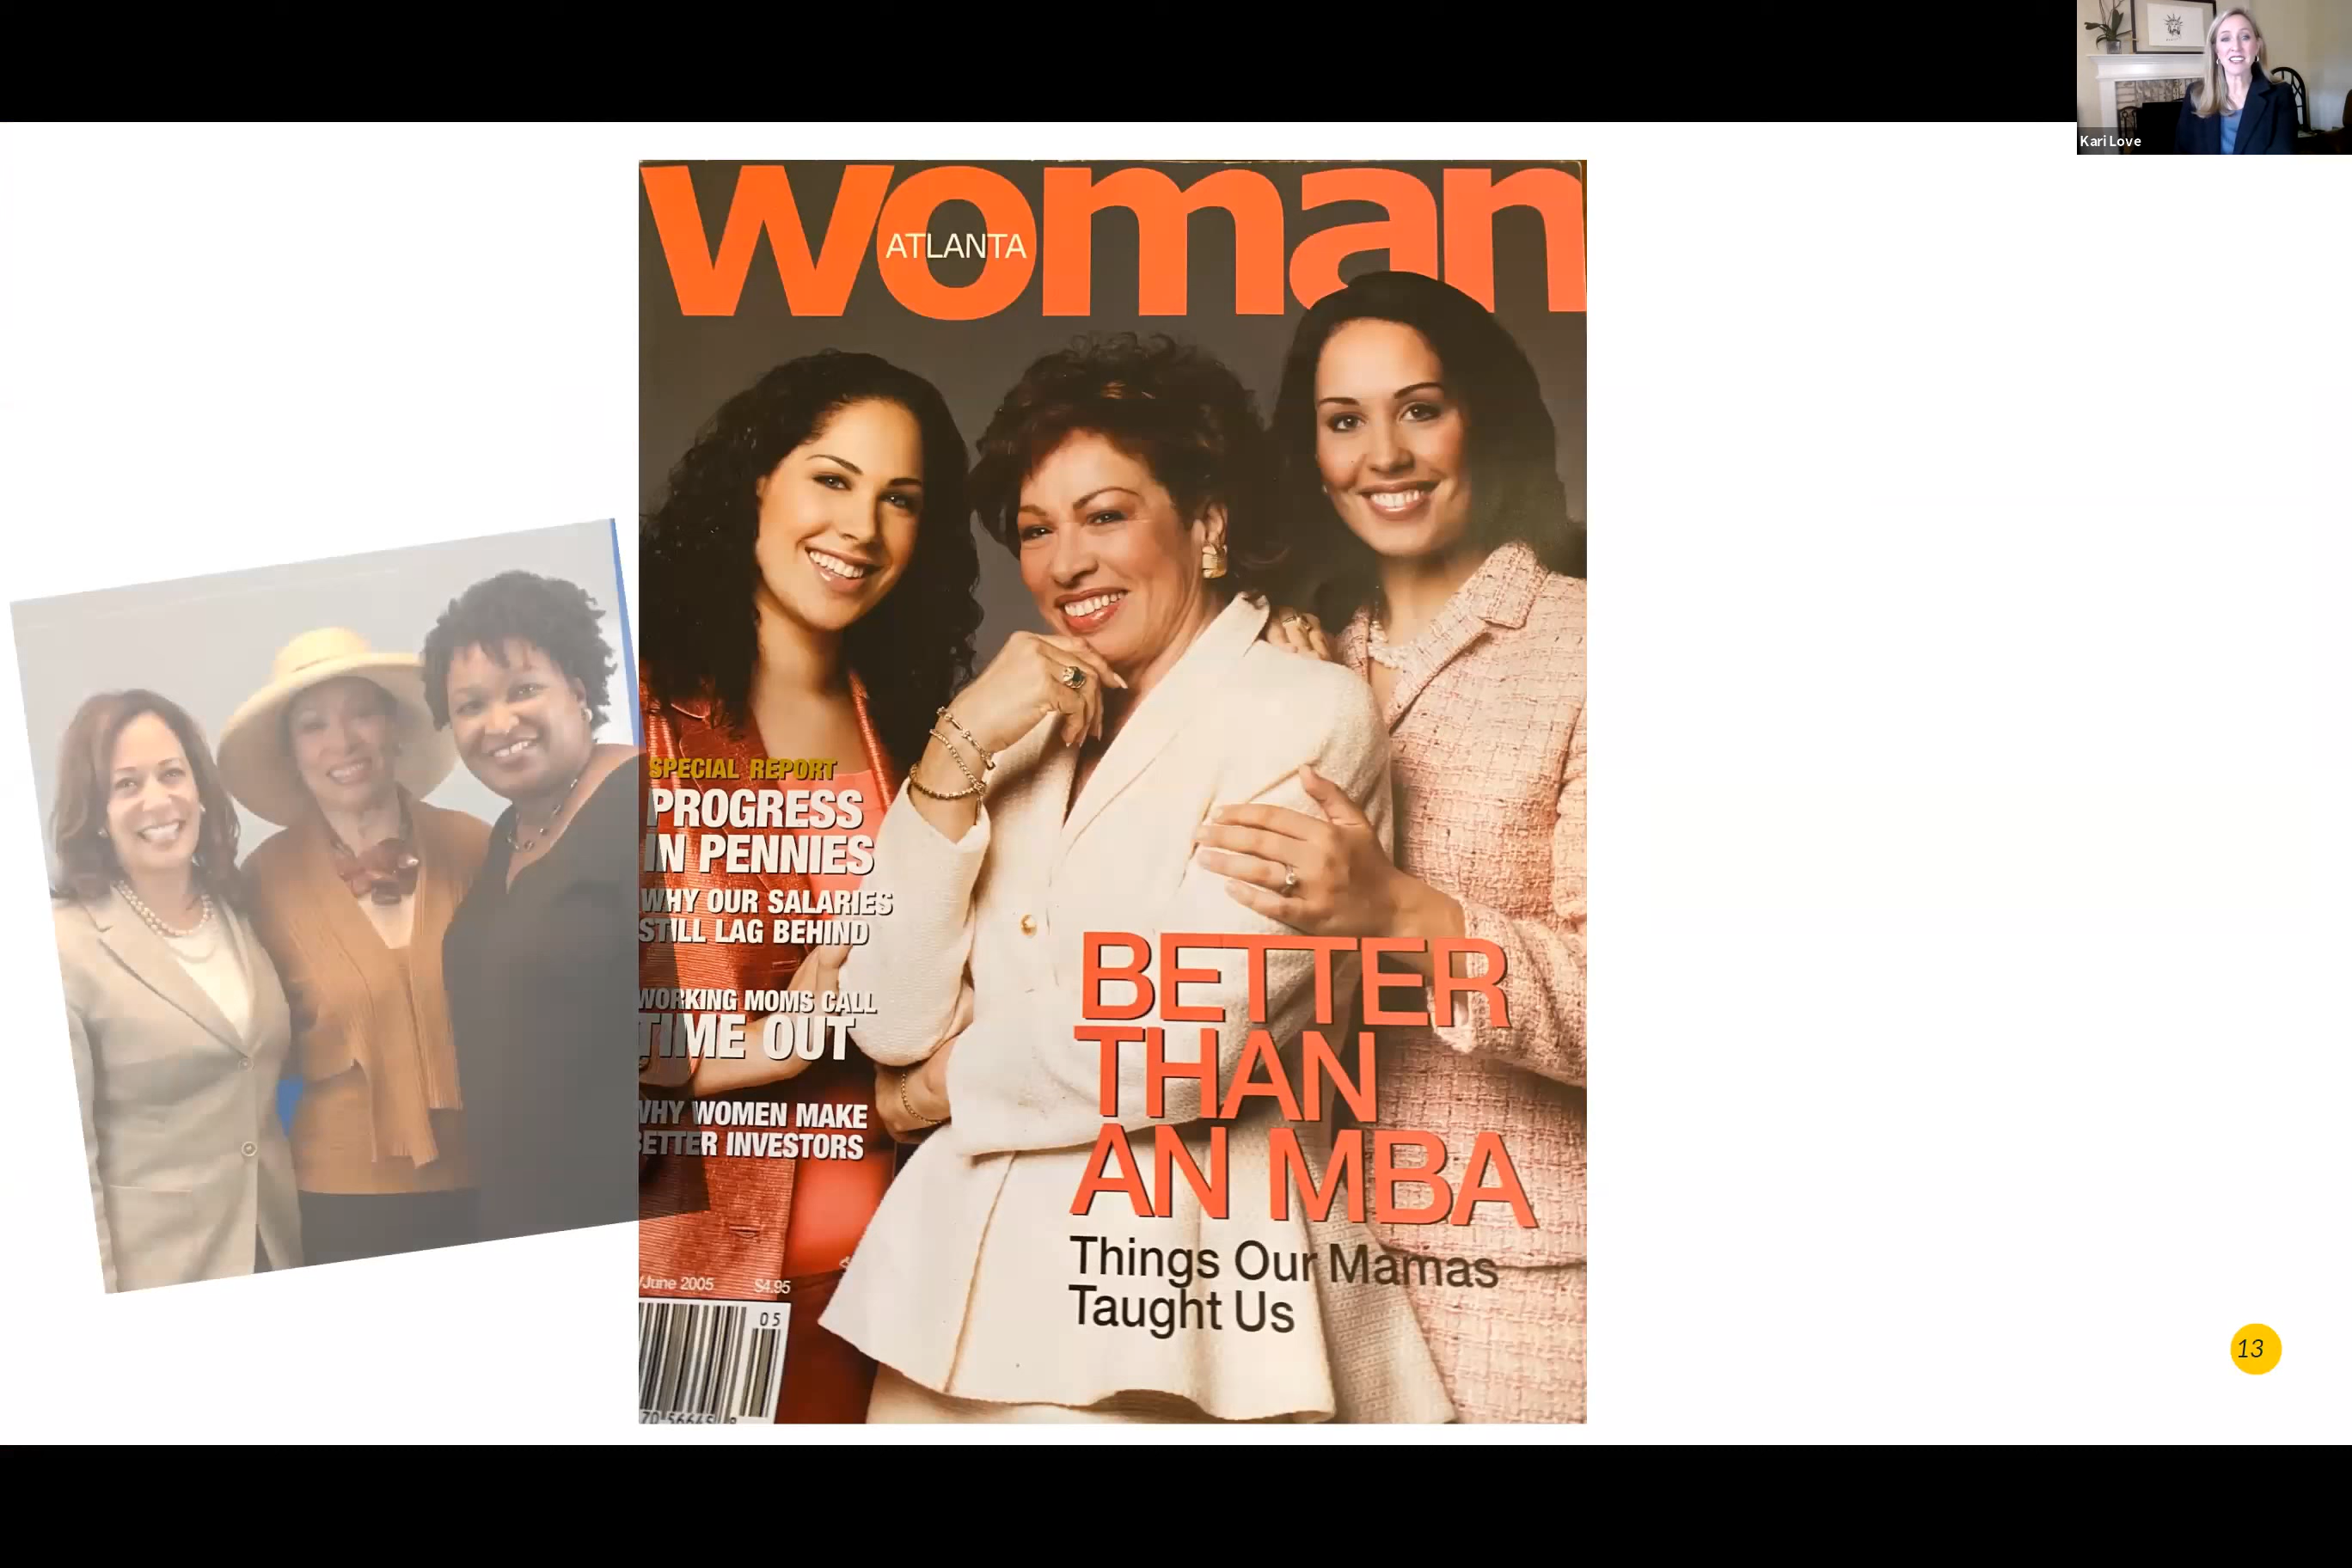 Kari Love
woman
ATLANTA
SPECIAL REPORT
PROGRESS
IN PENNIES
WHY OUR SALARIES
STILL LAG BEHIND
WORKING MOMS CALL
TIME OUT
WHY WOMEN MAKE
BETTER INVESTORS
/June 2005 $4.95
05
BETTER
THAN
AN MBA
Things Our Mamas
Taught Us
13